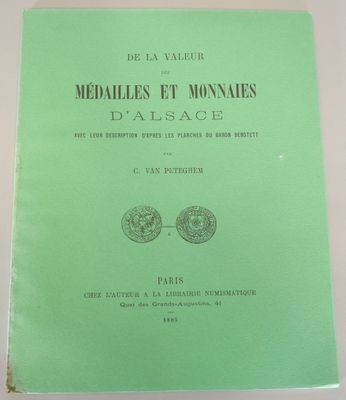 DE LA VALEUR
DES
MÉDAILLES ET MONNAIES
D'ALSACE
AVEC LEUR DESCRIPTION D'APRÈS LES PLANCHES DU BARON BERSTETT
PAR
C. VAN PETEGHEM
PARIS
CHEZ L'AUTEUR A LA LIBRAIRIE NUMISMATIQUE
Quai des Grands-Augustins, 41
1885